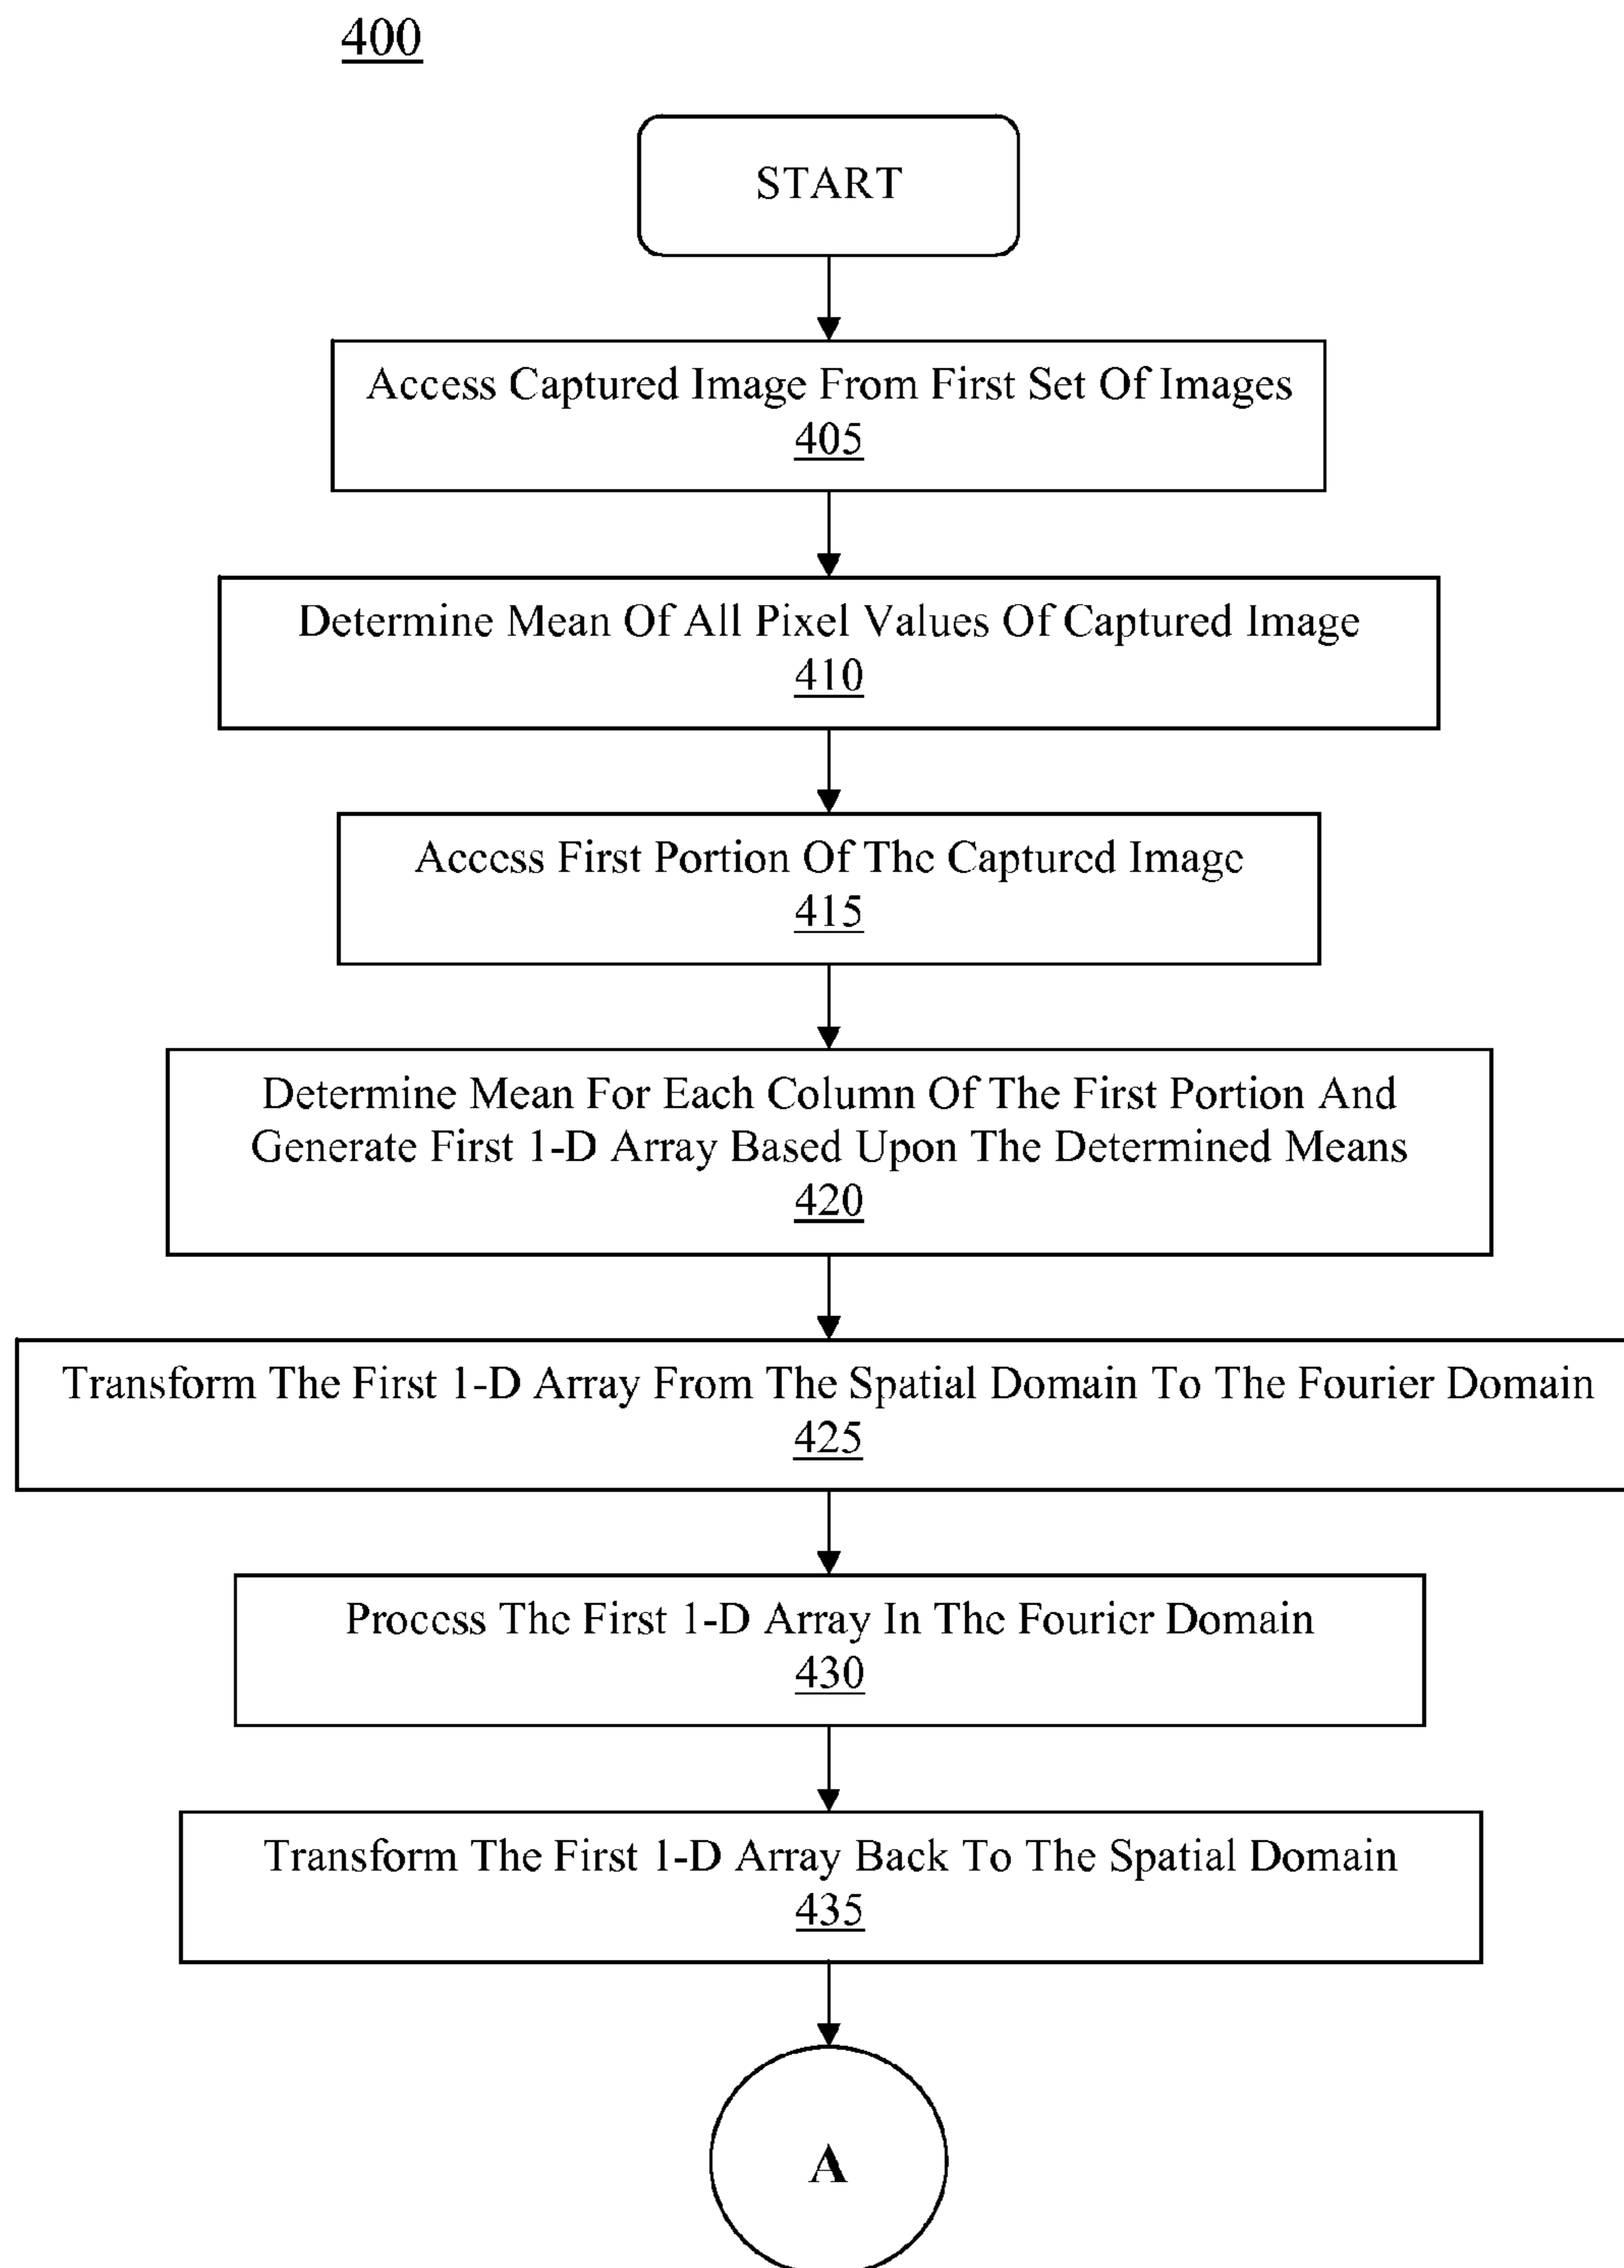 400
START
Access Captured Image From First Set Of Images
405
Determine Mean Of All Pixel Values Of Captured Image
410
Access First Portion Of The Captured Image
415
Determine Mean For Each Column Of The First Portion And
Generate First 1-D Array Based Upon The Determined Means
420
Transform The First 1-D Array From The Spatial Domain To The Fourier Domain
425
Process The First 1-D Array In The Fourier Domain
430
Transform The First 1-D Array Back To The Spatial Domain
435
A